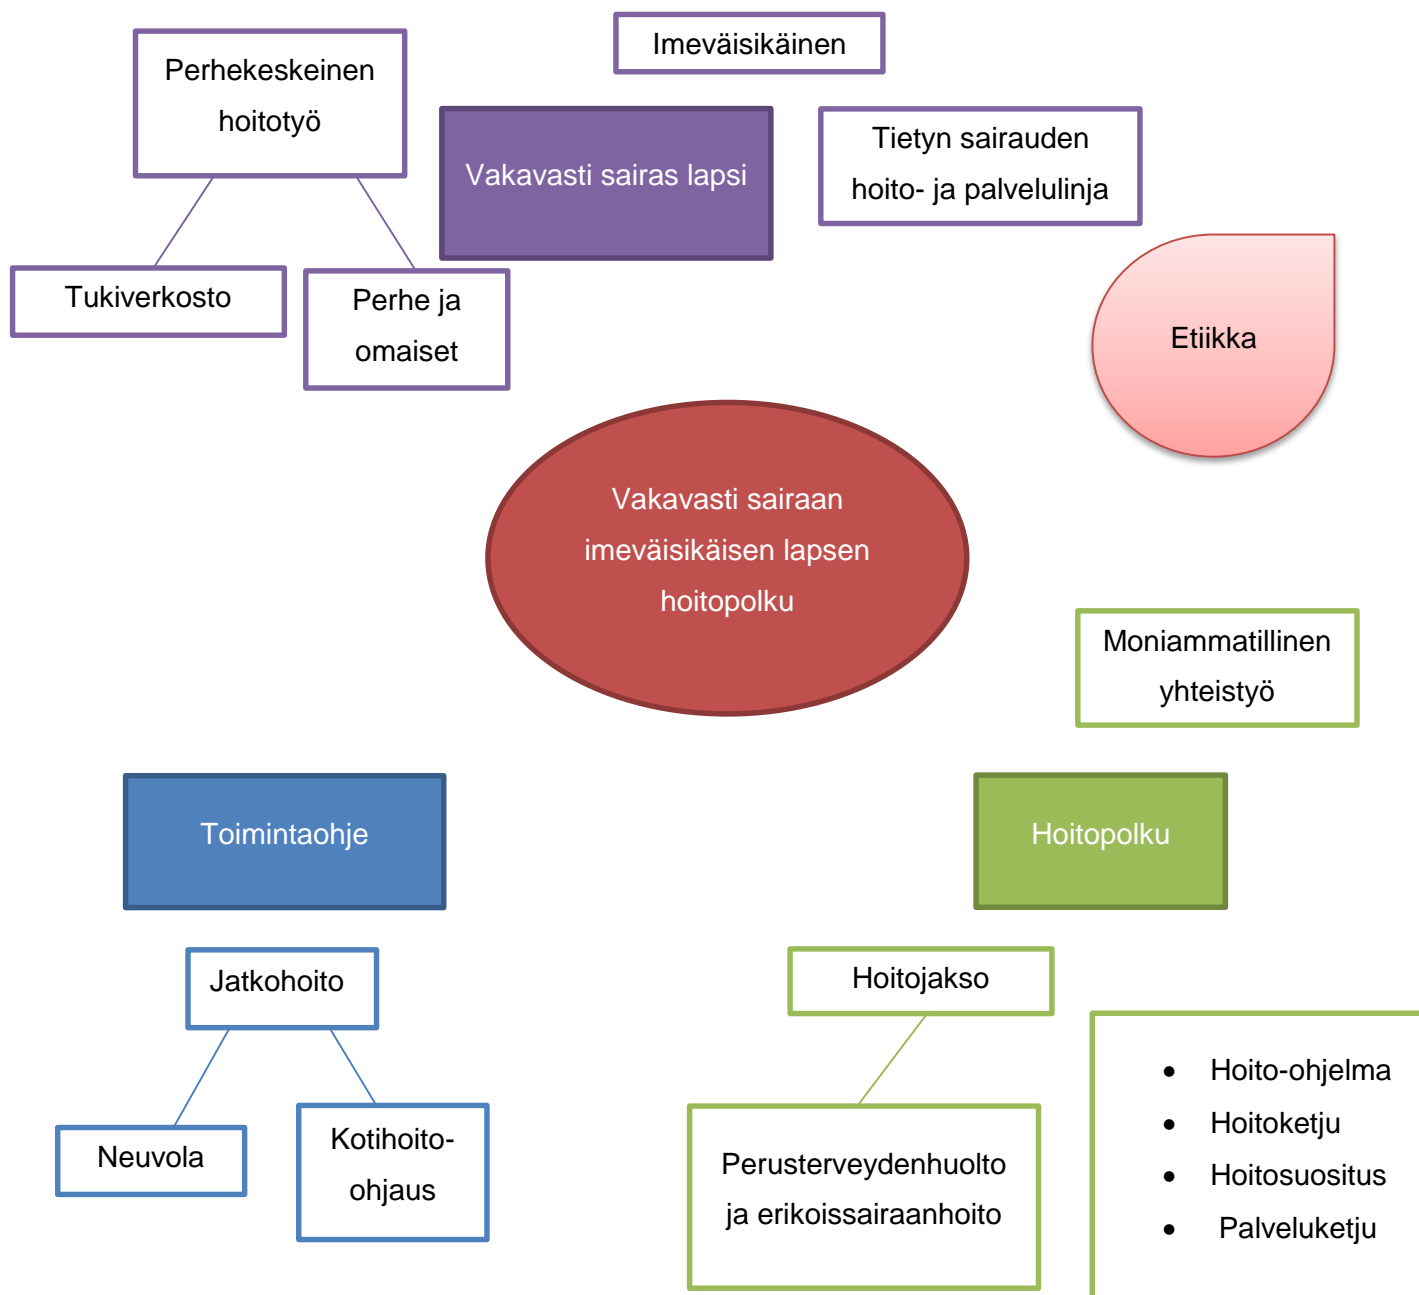 Imeväisikäinen
Perhekeskeinen
hoitotyö
Vakavasti sairas lapsi
Tietyn sairauden
hoito- ja palvelulinja
Tukiverkosto
Perhe ja
omaiset
Etiikka
Vakavasti sairaan
imeväisikäisen lapsen
hoitopolku
Moniammatillinen
yhteistyö
Toimintaohje
Hoitopolku
Jatkohoito
Hoitojakso
Neuvola
Kotihoito-
ohjaus
Perusterveydenhuolto
ja erikoissairaanhoito
• Hoito-ohjelma
• Hoitoketju
• Hoitosuositus
• Palveluketju